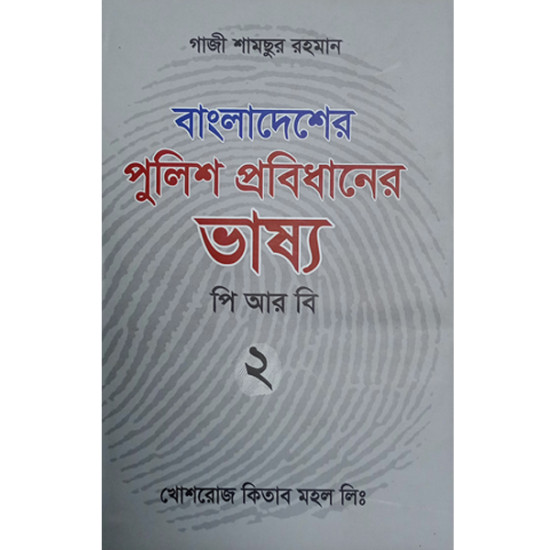 গাজী শামছুর রহমান
বাংলাদেশের
পুলিশ প্রবিধানের
ভাষ্য
পি আর বি
২
খোশরোজ কিতাব মহল লিঃ